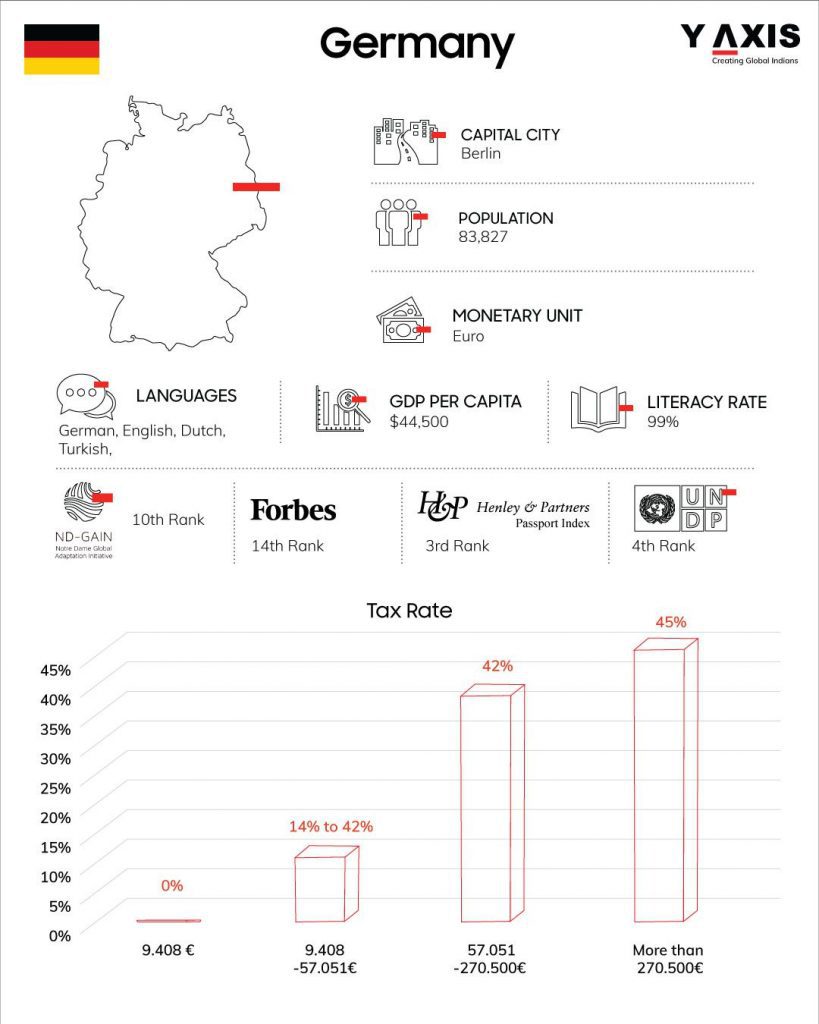 Germany
Y AXIS
Creating Global Indians
CAPITAL CITY
Berlin
POPULATION
83,827
MONETARY UNIT
Euro
LANGUAGES
German, English, Dutch,
Turkish,
GDP PER CAPITA
$44,500
LITERACY RATE
99%
ND-GAIN
Notre Dame Global
Adaptation Initiative
10th Rank
Forbes
14th Rank
H&P Henley & Partners
Passport Index
3rd Rank
UN
DP
4th Rank
Tax Rate
45%
40%
35%
30%
25%
20%
15%
10%
5%
0%
0%
14% to 42%
42%
45%
9.408 €
9.408
-57.051€
57.051
-270.500€
More than
270.500€